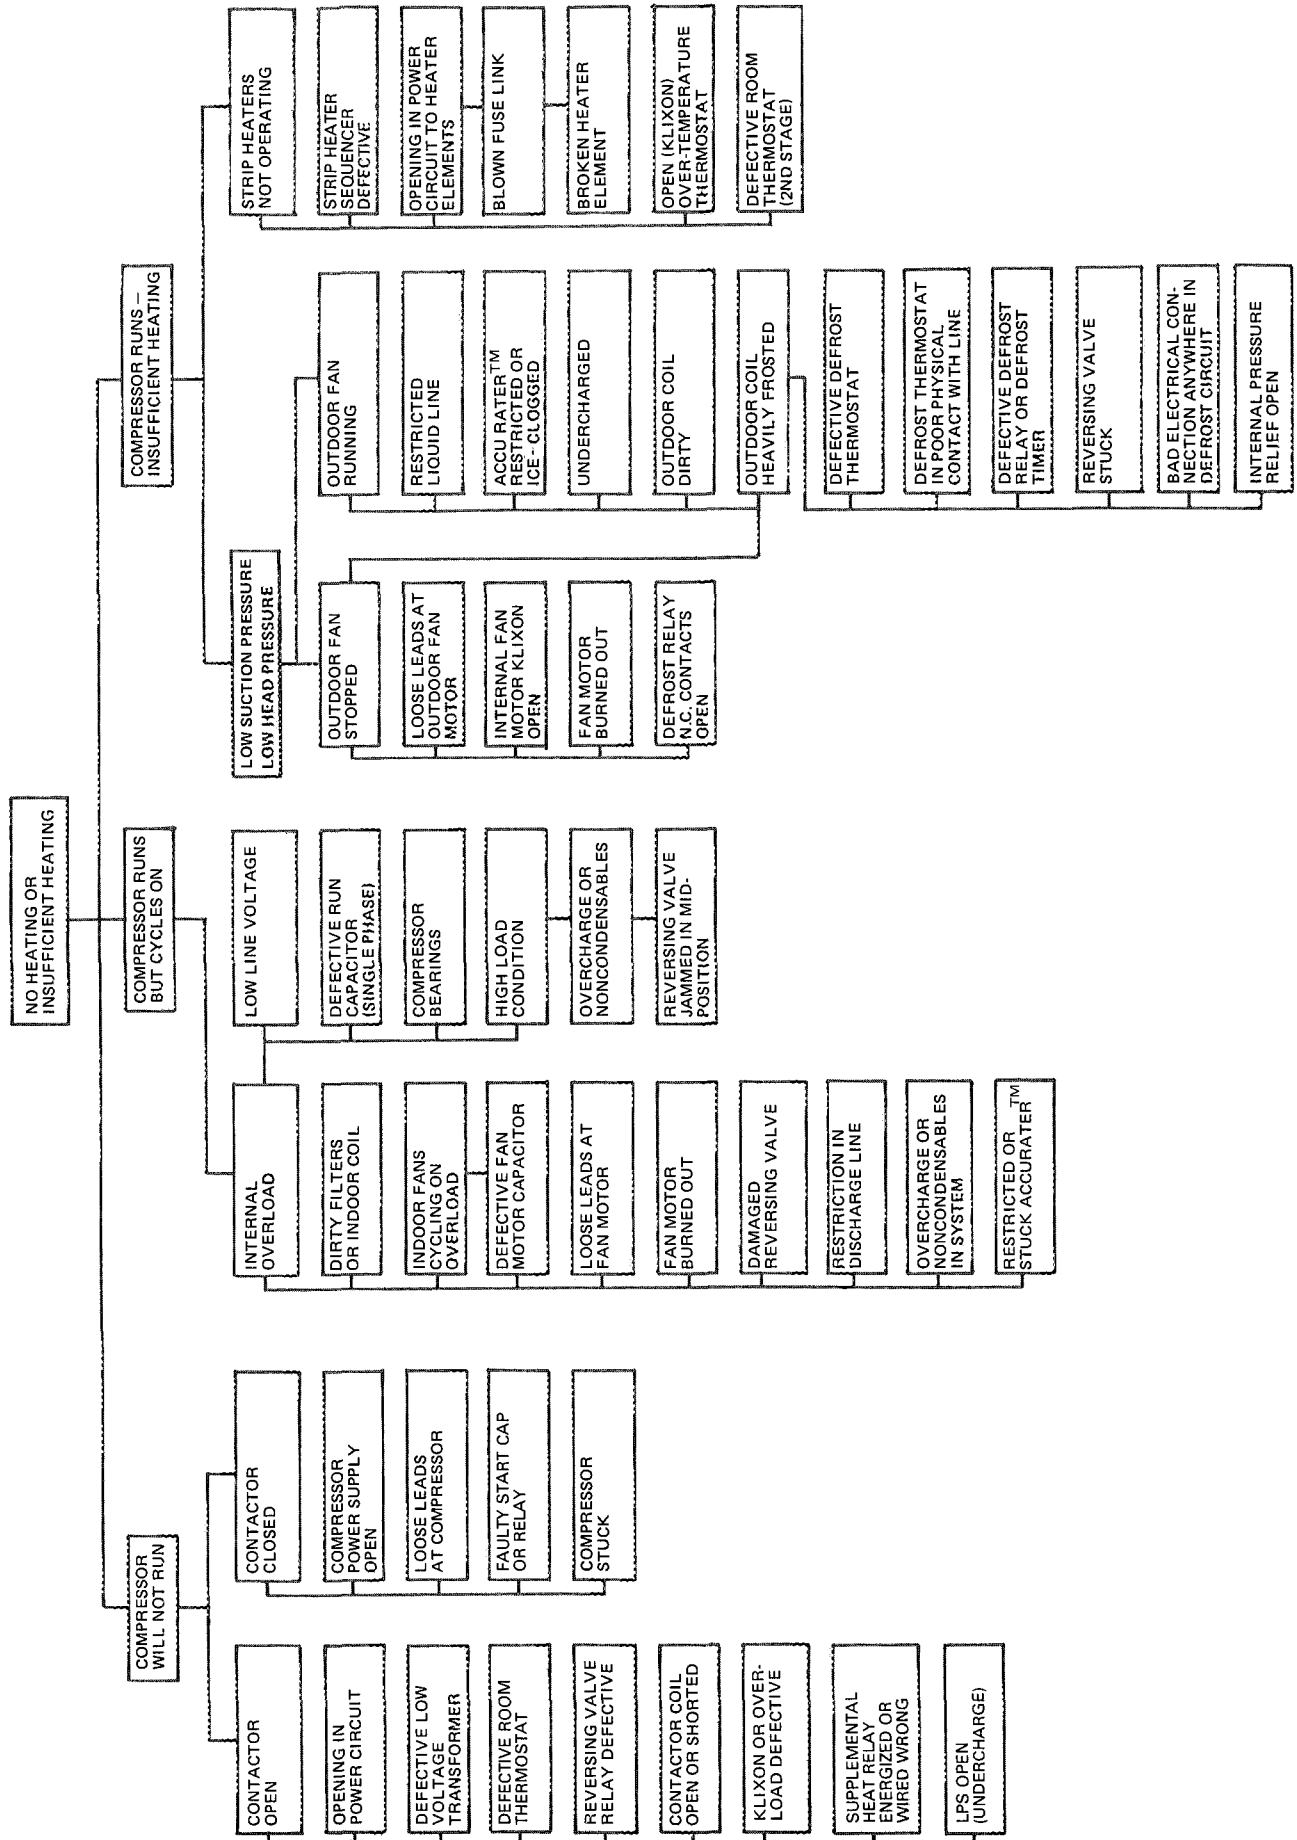 NO HEATING OR
INSUFFICIENT HEATING
COMPRESSOR
WILL NOT RUN
CONTACTOR
OPEN
OPENING IN
POWER CIRCUIT
DEFECTIVE LOW
VOLTAGE
TRANSFORMER
DEFECTIVE ROOM
THERMOSTAT
REVERSING VALVE
RELAY DEFECTIVE
CONTACTOR COIL
OPEN OR SHORTED
KLIXON OR OVER-
LOAD DEFECTIVE
SUPPLEMENTAL
HEAT RELAY
ENERGIZED OR
WIRED WRONG
LPS OPEN
(UNDERCHARGE)
CONTACTOR
CLOSED
COMPRESSOR
POWER SUPPLY
OPEN
LOOSE LEADS
AT COMPRESSOR
FAULTY START CAP
OR RELAY
COMPRESSOR
STUCK
COMPRESSOR RUNS
BUT CYCLES ON
INTERNAL
OVERLOAD
DIRTY FILTERS
OR INDOOR COIL
INDOOR FANS
CYCLING ON
OVERLOAD
DEFECTIVE FAN
MOTOR CAPACITOR
LOOSE LEADS AT
FAN MOTOR
FAN MOTOR
BURNED OUT
DAMAGED
REVERSING VALVE
RESTRICTION IN
DISCHARGE LINE
OVERCHARGE OR
NONCONDENSABLES
IN SYSTEM
RESTRICTED OR
STUCK ACCURATER™
LOW LINE VOLTAGE
DEFECTIVE RUN
CAPACITOR
(SINGLE PHASE)
COMPRESSOR
BEARINGS
HIGH LOAD
CONDITION
OVERCHARGE OR
NONCONDENSABLES
REVERSING VALVE
JAMMED IN MID-
POSITION
COMPRESSOR RUNS –
INSUFFICIENT HEATING
LOW SUCTION PRESSURE
LOW HEAD PRESSURE
OUTDOOR FAN
STOPPED
LOOSE LEADS AT
OUTDOOR FAN
MOTOR
INTERNAL FAN
MOTOR KLIXON
OPEN
FAN MOTOR
BURNED OUT
DEFROST RELAY
N.C. CONTACTS
OPEN
OUTDOOR FAN
RUNNING
RESTRICTED
LIQUID LINE
ACCU RATER™
RESTRICTED OR
ICE - CLOGGED
UNDERCHARGED
OUTDOOR COIL
DIRTY
OUTDOOR COIL
HEAVILY FROSTED
DEFECTIVE DEFROST
THERMOSTAT
DEFROST THERMOSTAT
IN POOR PHYSICAL
CONTACT WITH LINE
DEFECTIVE DEFROST
RELAY OR DEFROST
TIMER
REVERSING VALVE
STUCK
BAD ELECTRICAL CON-
NECTION ANYWHERE IN
DEFROST CIRCUIT
INTERNAL PRESSURE
RELIEF OPEN
STRIP HEATERS
NOT OPERATING
STRIP HEATER
SEQUENCER
DEFECTIVE
OPENING IN POWER
CIRCUIT TO HEATER
ELEMENTS
BLOWN FUSE LINK
BROKEN HEATER
ELEMENT
OPEN (KLIXON)
OVER-TEMPERATURE
THERMOSTAT
DEFECTIVE ROOM
THERMOSTAT
(2ND STAGE)